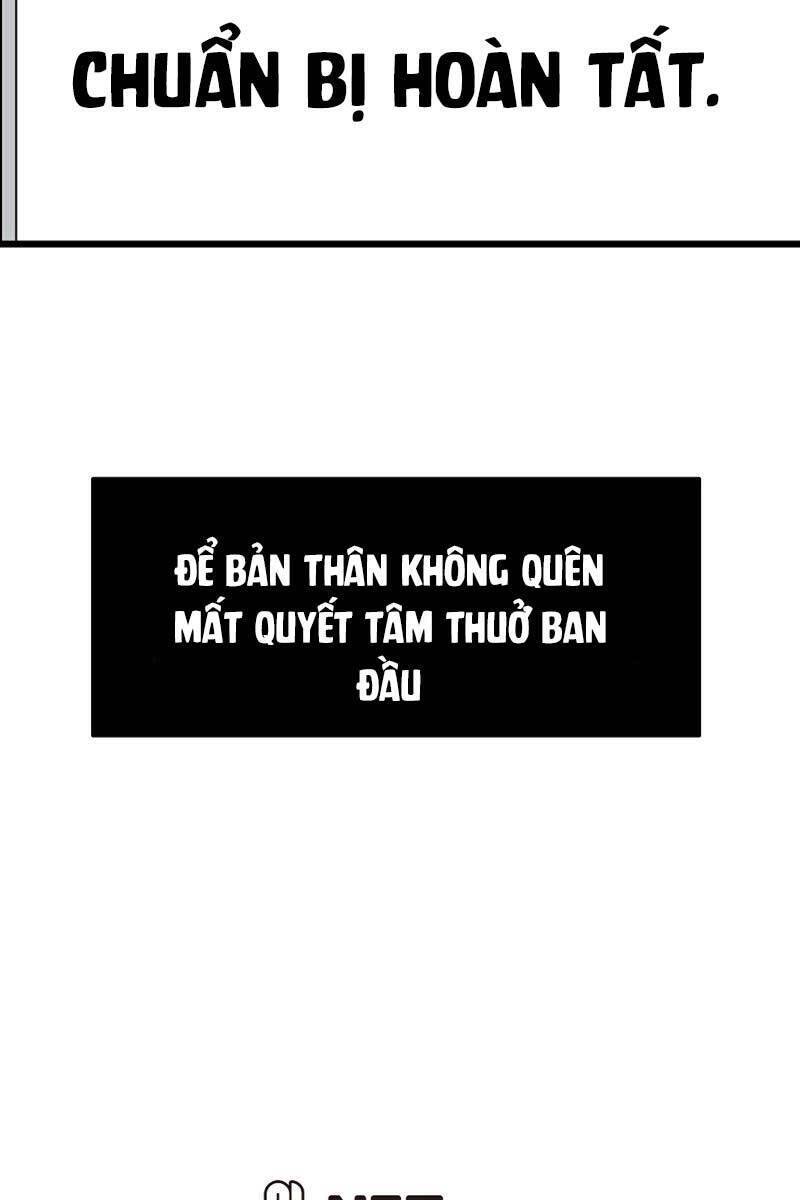 CHUẨN BỊ HOÀN TẤT.
ĐỂ BẢN THÂN KHÔNG QUÊN
MẤT QUYẾT TÂM THUỞ BAN
ĐẦU